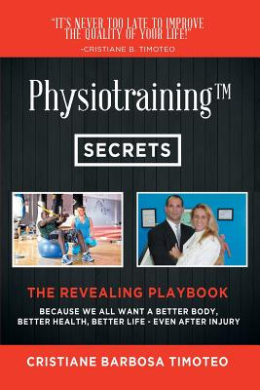 "IT'S NEVER TOO LATE TO IMPROVE
THE QUALITY OF YOUR LIFE!"
-CRISTIANE B. TIMOTEO
Physiotraining™
SECRETS
THE REVEALING PLAYBOOK
BECAUSE WE ALL WANT A BETTER BODY,
BETTER HEALTH, BETTER LIFE - EVEN AFTER INJURY
CRISTIANE BARBOSA TIMOTEO